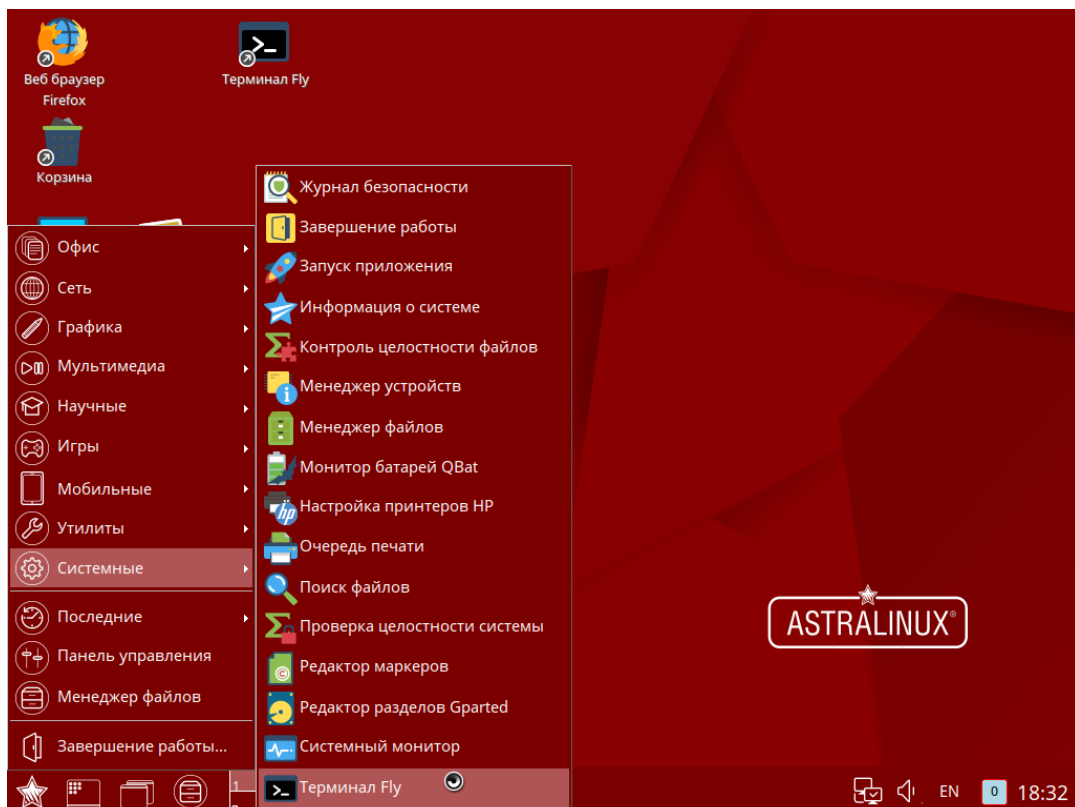 Веб браузер
Firefox
Терминал Fly
Корзина
Офис
Сеть
Графика
Мультимедиа
Научные
Игры
Мобильные
Утилиты
Системные
Последние
Панель управления
Менеджер файлов
Завершение работы...
Журнал безопасности
Завершение работы
Запуск приложения
Информация о системе
Контроль целостности файлов
Менеджер устройств
Менеджер файлов
Монитор батарей QBat
Настройка принтеров HP
Очередь печати
Поиск файлов
Проверка целостности системы
Редактор маркеров
Редактор разделов Gparted
Системный монитор
Терминал Fly
ASTRALINUX®
1
EN
0
18:32